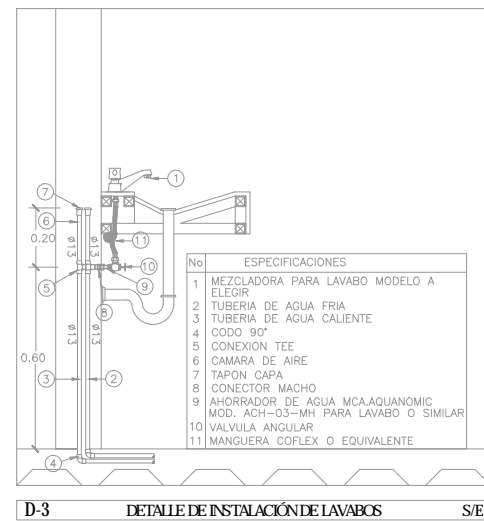 1
7
6
0.20
ø13
ø13
11
10
5
9
8
ø13
ø13
0.60
3
2
4
No ESPECIFICACIONES
1 MEZCLADORA PARA LAVABO MODELO A
ELEGIR
2 TUBERIA DE AGUA FRIA
3 TUBERIA DE AGUA CALIENTE
4 CODO 90°
5 CONEXION TEE
6 CAMARA DE AIRE
7 TAPON CAPA
8 CONECTOR MACHO
9 AHORRADOR DE AGUA MCA.AQUANOMIC
MOD. ACH-03-MH PARA LAVABO O SIMILAR
10 VALVULA ANGULAR
11 MANGUERA COFLEX O EQUIVALENTE
D-3 DETALLE DE INSTALACIÓN DE LAVABOS S/E